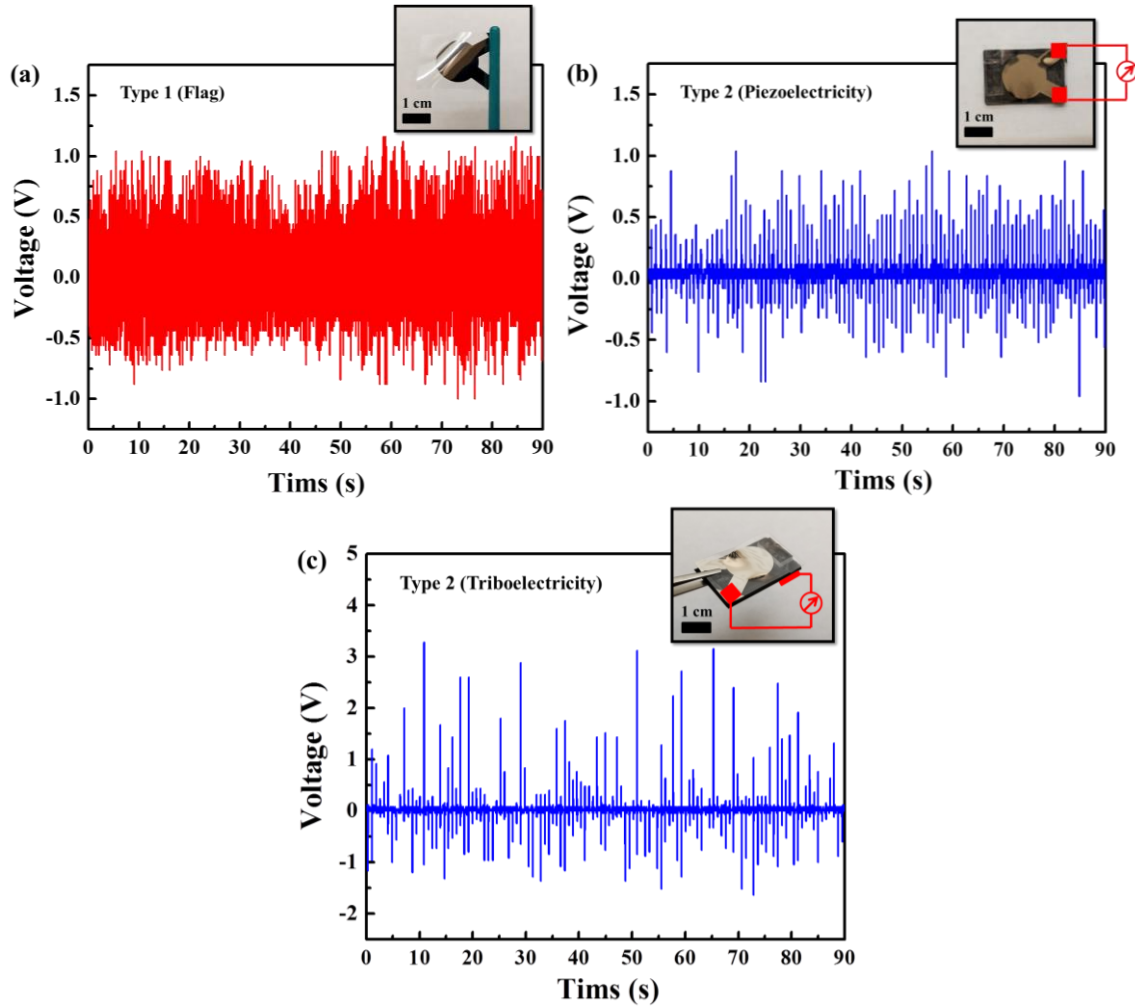 (a)
Type 1 (Flag)
1 cm
Voltage (V)
1.5
1.0
0.5
0.0
-0.5
-1.0
0 10 20 30 40 50 60 70 80 90
Tims (s)
(b)
Type 2 (Piezoelectricity)
1 cm
Voltage (V)
1.5
1.0
0.5
0.0
-0.5
-1.0
0 10 20 30 40 50 60 70 80 90
Tims (s)
(c)
Type 2 (Triboelectricity)
1 cm
Voltage (V)
5
4
3
2
1
0
-1
-2
0 10 20 30 40 50 60 70 80 90
Tims (s)